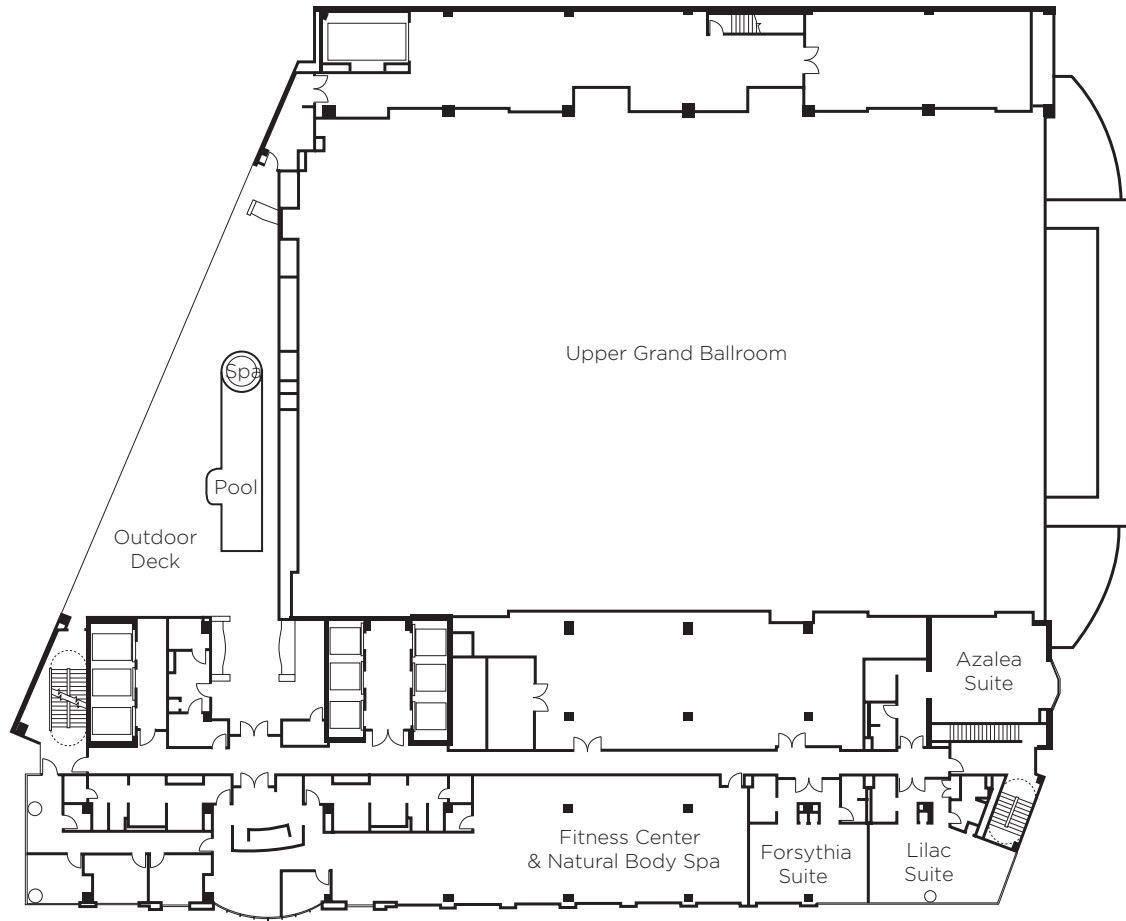 Upper Grand Ballroom
Spa
Pool
Outdoor
Deck
Azalea
Suite
Fitness Center
& Natural Body Spa
Forsythia
Suite
Lilac
Suite